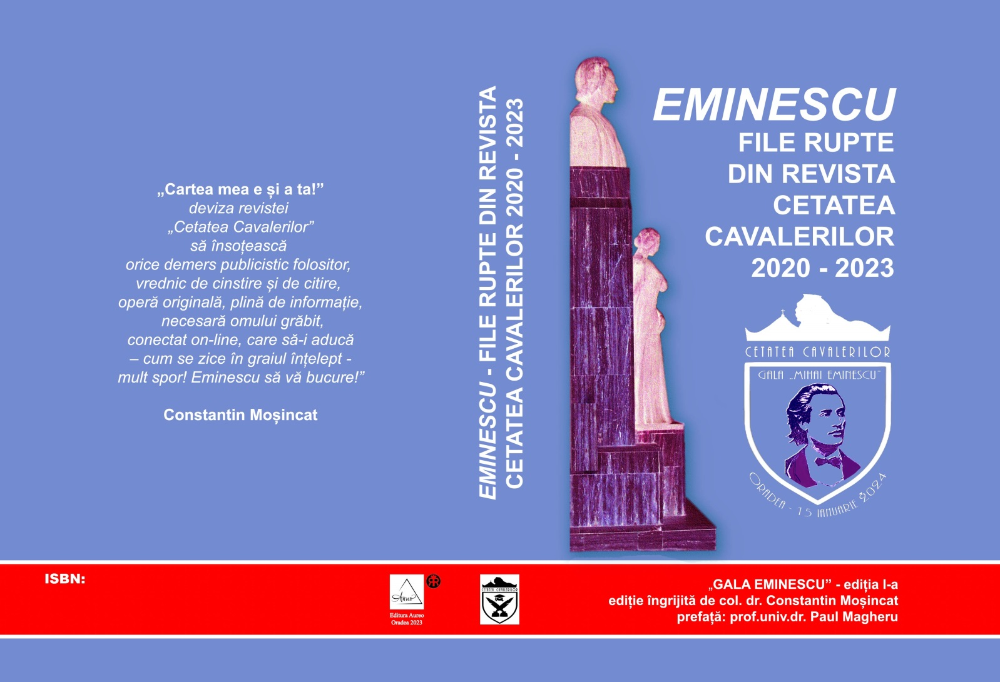 „Cartea mea e și a ta!”
deviza revistei
„Cetatea Cavalerilor”
să însoțească
orice demers publicistic folositor,
vrednic de cinstire și de citire,
operă originală, plină de informație,
necesară omului grăbit,
conectat on-line, care să-i aducă
– cum se zice în graiul înțelept -
mult spor! Eminescu să vă bucure!”
Constantin Moșincat
ISBN:
Aureo
Editura Aureo
Oradea 2023
EMINESCU - FILE RUPTE DIN REVISTA
CETATEA CAVALERILOR 2020 - 2023
CETATEA CAVALERILOR
EMINESCU
FILE RUPTE
DIN REVISTA
CETATEA
CAVALERILOR
2020 - 2023
CETATEA CAVALERILOR
GALA „MIHAI EMINESCU”
ORADEA - 15 IANUARIE 2024
„GALA EMINESCU” - ediția I-a
ediție îngrijită de col. dr. Constantin Moșincat
prefață: prof.univ.dr. Paul Magheru